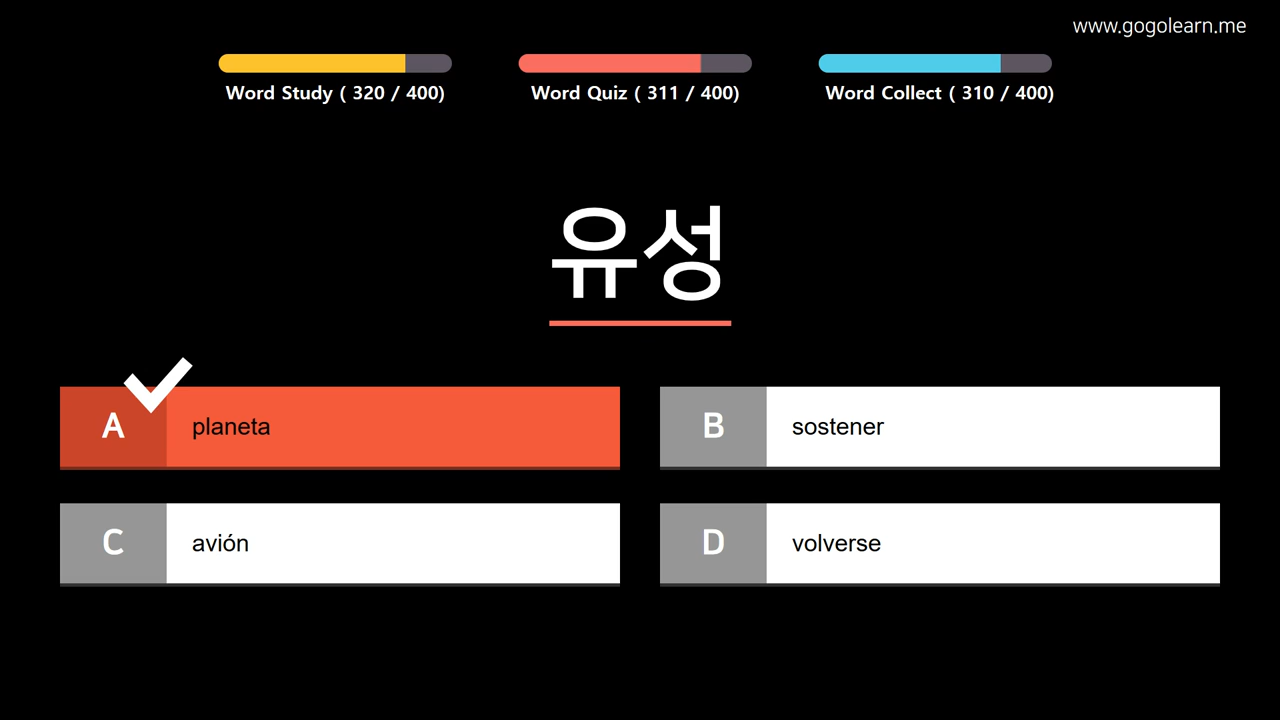 www.gogolearn.me
Word Study ( 320 / 400)
Word Quiz ( 311 / 400)
Word Collect ( 310 / 400)
유성
A planeta
B sostener
C avión
D volverse